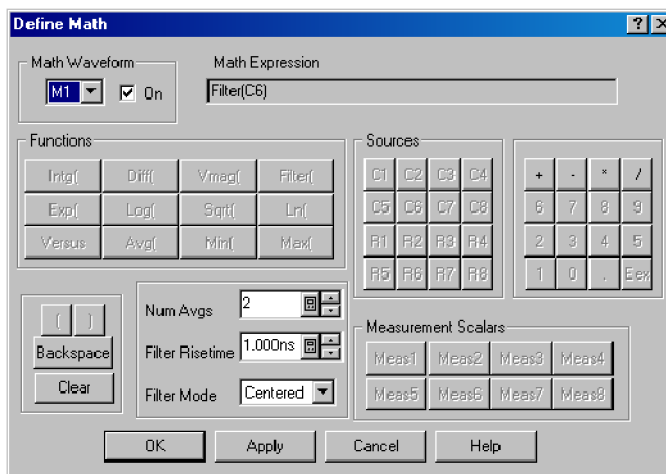 Define Math
? X
Math Waveform
M1
On
Math Expression
Filter(C6)
Functions
Intg( Diff( Vmag( Filter(
Exp( Log( Sqrt( Ln(
Versus Avg( Min( Max(
Sources
C1 C2 C3 C4
C5 C6 C7 C8
R1 R2 R3 R4
R5 R6 R7 R8
+ - * /
6 7 8 9
2 3 4 5
1 0 . Eex
( )
Backspace
Clear
Num Avgs 2
Filter Risetime 1.000ns
Filter Mode Centered
Measurement Scalars
Meas1 Meas2 Meas3 Meas4
Meas5 Meas6 Meas7 Meas8
OK Apply Cancel Help